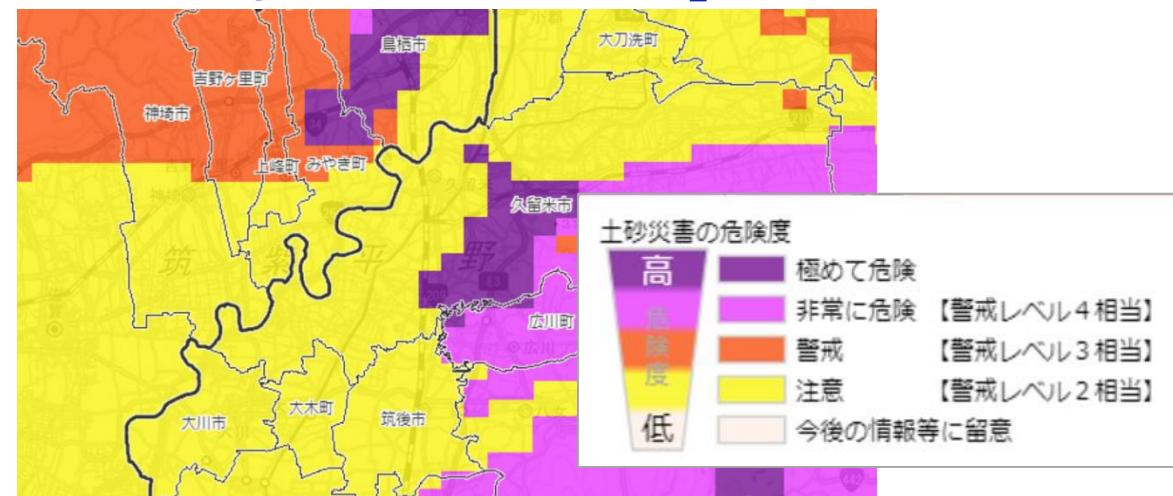 鳥栖市
大刀洗町
吉野ヶ里町
神埼市
上峰町
みやき町
久留米市
筑紫平野
広川町
大川市
大木町
筑後市
土砂災害の危険度
高
危険度
低
極めて危険
非常に危険 【警戒レベル4相当】
警戒 【警戒レベル3相当】
注意 【警戒レベル2相当】
今後の情報等に留意
442